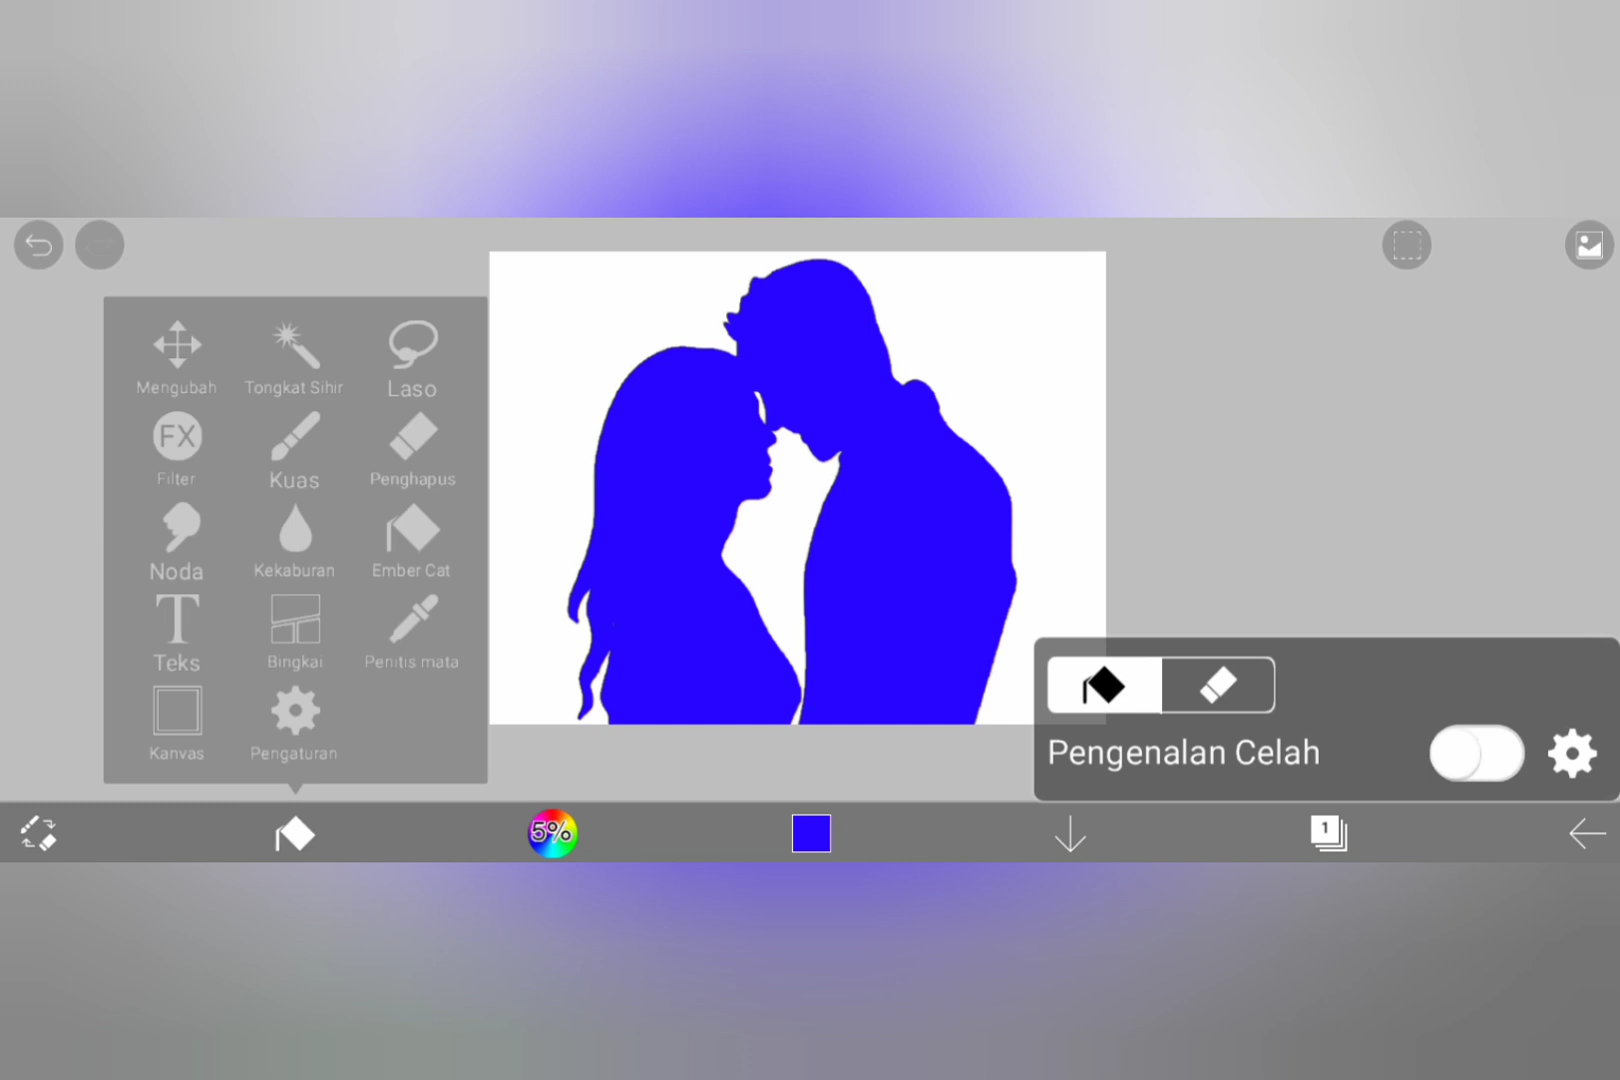 Mengubah
Tongkat Sihir
Laso
FX
Filter
Kuas
Penghapus
Noda
Kekaburan
Ember Cat
T
Teks
Bingkai
Penitis mata
Kanvas
Pengaturan
Pengenalan Celah
5%
1